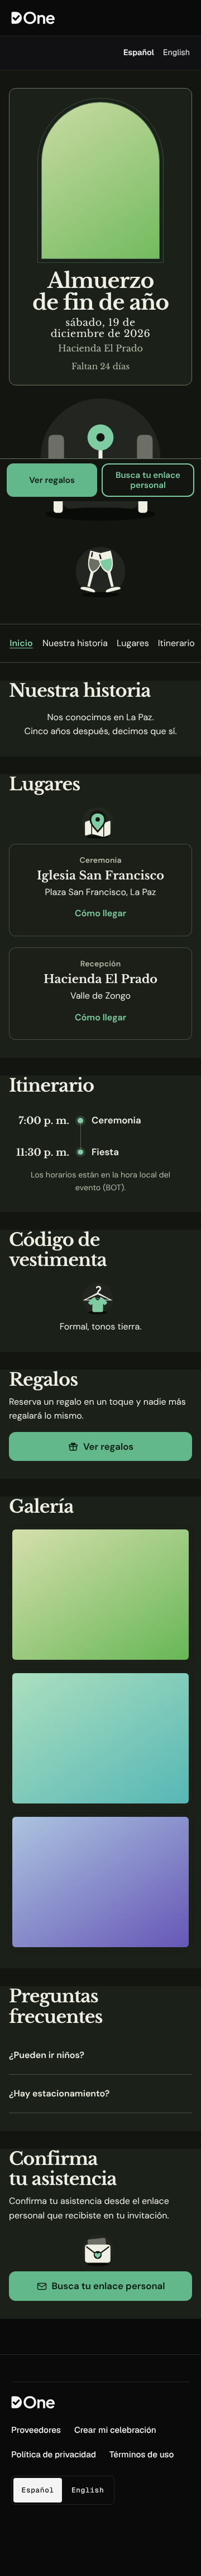 One
Español English
Almuerzo
de fin de año
sábado, 19 de
diciembre de 2026
Hacienda El Prado
Faltan 24 días
Ver regalos
Busca tu enlace
personal
Inicio Nuestra historia Lugares Itinerario
Nuestra historia
Nos conocimos en La Paz.
Cinco años después, decimos que sí.
Lugares
Ceremonia
Iglesia San Francisco
Plaza San Francisco, La Paz
Cómo llegar
Recepción
Hacienda El Prado
Valle de Zongo
Cómo llegar
Itinerario
7:00 p. m. Ceremonia
11:30 p. m. Fiesta
Los horarios están en la hora local del
evento (BOT).
Código de
vestimenta
Formal, tonos tierra.
Regalos
Reserva un regalo en un toque y nadie más
regalará lo mismo.
Ver regalos
Galería
Preguntas
frecuentes
¿Pueden ir niños?
¿Hay estacionamiento?
Confirma
tu asistencia
Confirma tu asistencia desde el enlace
personal que recibiste en tu invitación.
Busca tu enlace personal
One
Proveedores Crear mi celebración
Política de privacidad Términos de uso
Español English